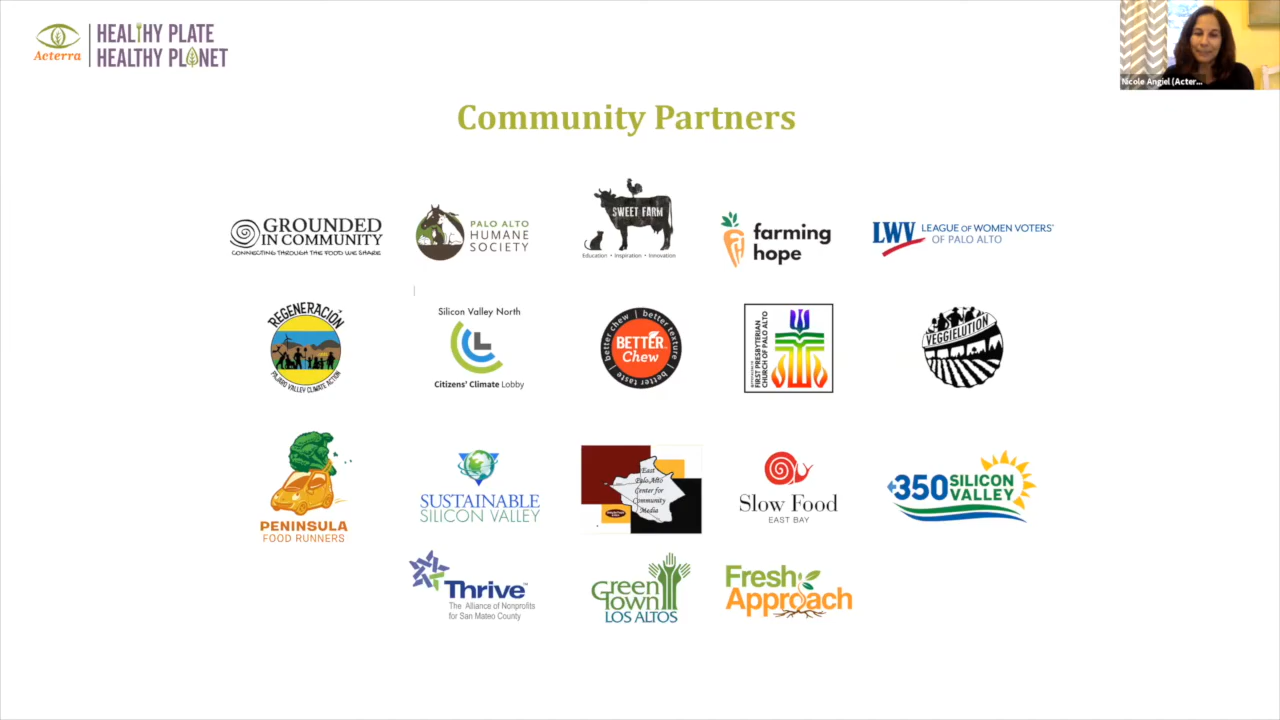 Acterra
HEALTHY PLATE
HEALTHY PLANET
Nicole Angiel (Acter...
Community Partners
GROUNDED
IN COMMUNITY
CONNECTING THROUGH THE FOOD WE SHARE
PALO ALTO
HUMANE
SOCIETY
SWEET FARM
Education • Inspiration • Innovation
farming
hope
LWV
LEAGUE OF WOMEN VOTERS®
OF PALO ALTO
REGENERACIÓN
PAJARO VALLEY CLIMATE ACTION
Silicon Valley North
Citizens' Climate Lobby
better chew | better texture | better taste
BETTER
Chew™
FIRST PRESBYTERIAN
CHURCH OF PALO ALTO
VEGGIELUTION
PENINSULA
FOOD RUNNERS
SUSTAINABLE
SILICON VALLEY
East
Palo Alto
Center for
Community
Media
Slow Food
EAST BAY
350 SILICON
VALLEY
Thrive™
The Alliance of Nonprofits
for San Mateo County
Green
Town
LOS ALTOS
Fresh
Approach